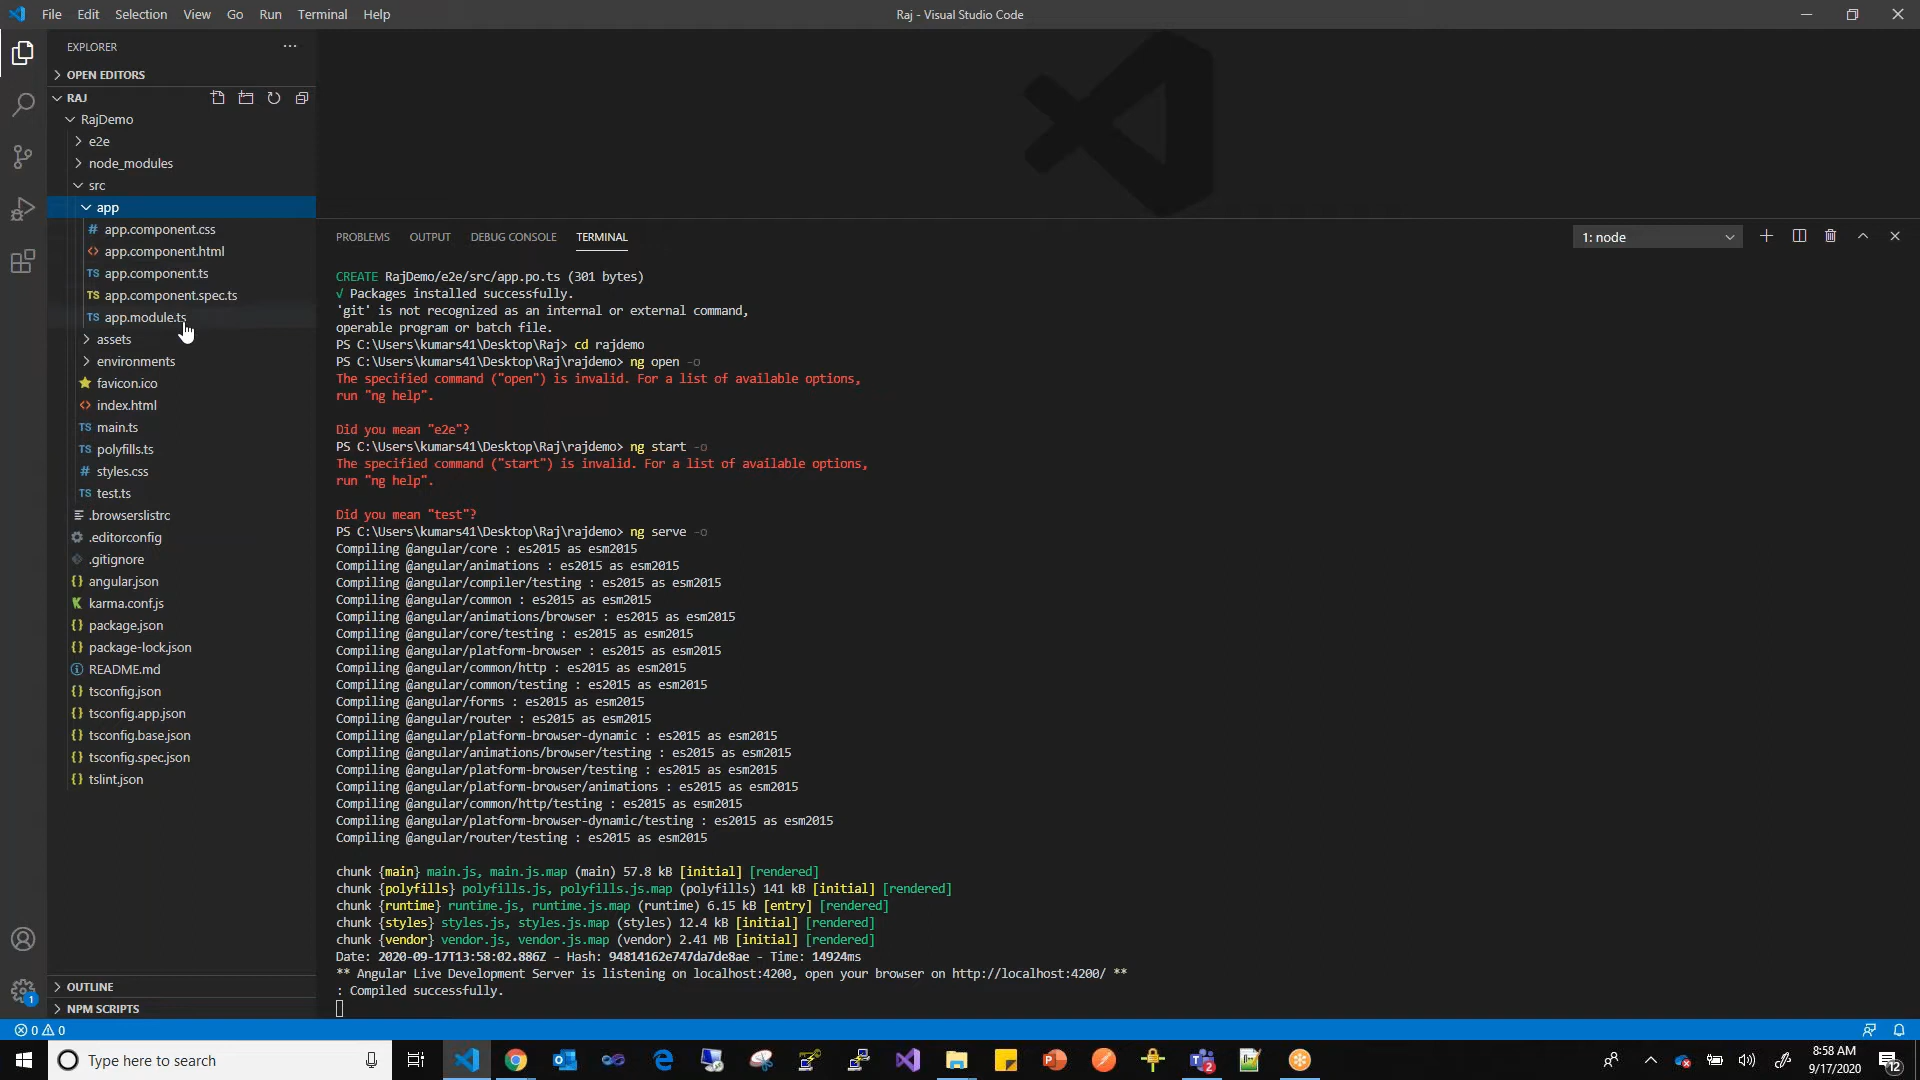 File Edit Selection View Go Run Terminal Help
Raj - Visual Studio Code
EXPLORER
OPEN EDITORS
RAJ
RajDemo
e2e
node_modules
src
app
# app.component.css
<> app.component.html
TS app.component.ts
TS app.component.spec.ts
TS app.module.ts
assets
environments
favicon.ico
<> index.html
TS main.ts
TS polyfills.ts
# styles.css
TS test.ts
.browserslistrc
.editorconfig
.gitignore
{} angular.json
K karma.conf.js
{} package.json
{} package-lock.json
README.md
{} tsconfig.json
{} tsconfig.app.json
{} tsconfig.base.json
{} tsconfig.spec.json
{} tslint.json
OUTLINE
NPM SCRIPTS
1
PROBLEMS OUTPUT DEBUG CONSOLE TERMINAL
1: node
CREATE RajDemo/e2e/src/app.po.ts (301 bytes)
√ Packages installed successfully.
'git' is not recognized as an internal or external command,
operable program or batch file.
PS C:\Users\kumars41\Desktop\Raj> cd rajdemo
PS C:\Users\kumars41\Desktop\Raj\rajdemo> ng open -o
The specified command ("open") is invalid. For a list of available options,
run "ng help".
Did you mean "e2e"?
PS C:\Users\kumars41\Desktop\Raj\rajdemo> ng start -o
The specified command ("start") is invalid. For a list of available options,
run "ng help".
Did you mean "test"?
PS C:\Users\kumars41\Desktop\Raj\rajdemo> ng serve -o
Compiling @angular/core : es2015 as esm2015
Compiling @angular/animations : es2015 as esm2015
Compiling @angular/compiler/testing : es2015 as esm2015
Compiling @angular/common : es2015 as esm2015
Compiling @angular/animations/browser : es2015 as esm2015
Compiling @angular/core/testing : es2015 as esm2015
Compiling @angular/platform-browser : es2015 as esm2015
Compiling @angular/common/http : es2015 as esm2015
Compiling @angular/common/testing : es2015 as esm2015
Compiling @angular/forms : es2015 as esm2015
Compiling @angular/router : es2015 as esm2015
Compiling @angular/platform-browser-dynamic : es2015 as esm2015
Compiling @angular/animations/browser/testing : es2015 as esm2015
Compiling @angular/platform-browser/testing : es2015 as esm2015
Compiling @angular/platform-browser/animations : es2015 as esm2015
Compiling @angular/common/http/testing : es2015 as esm2015
Compiling @angular/platform-browser-dynamic/testing : es2015 as esm2015
Compiling @angular/router/testing : es2015 as esm2015
chunk {main} main.js, main.js.map (main) 57.8 kB [initial] [rendered]
chunk {polyfills} polyfills.js, polyfills.js.map (polyfills) 141 kB [initial] [rendered]
chunk {runtime} runtime.js, runtime.js.map (runtime) 6.15 kB [entry] [rendered]
chunk {styles} styles.js, styles.js.map (styles) 12.4 kB [initial] [rendered]
chunk {vendor} vendor.js, vendor.js.map (vendor) 2.41 MB [initial] [rendered]
Date: 2020-09-17T13:58:02.886Z - Hash: 94814162e747da7de8ae - Time: 14924ms
** Angular Live Development Server is listening on localhost:4200, open your browser on http://localhost:4200/ **
: Compiled successfully.
0 0
Type here to search
2
8:58 AM
9/17/2020
12